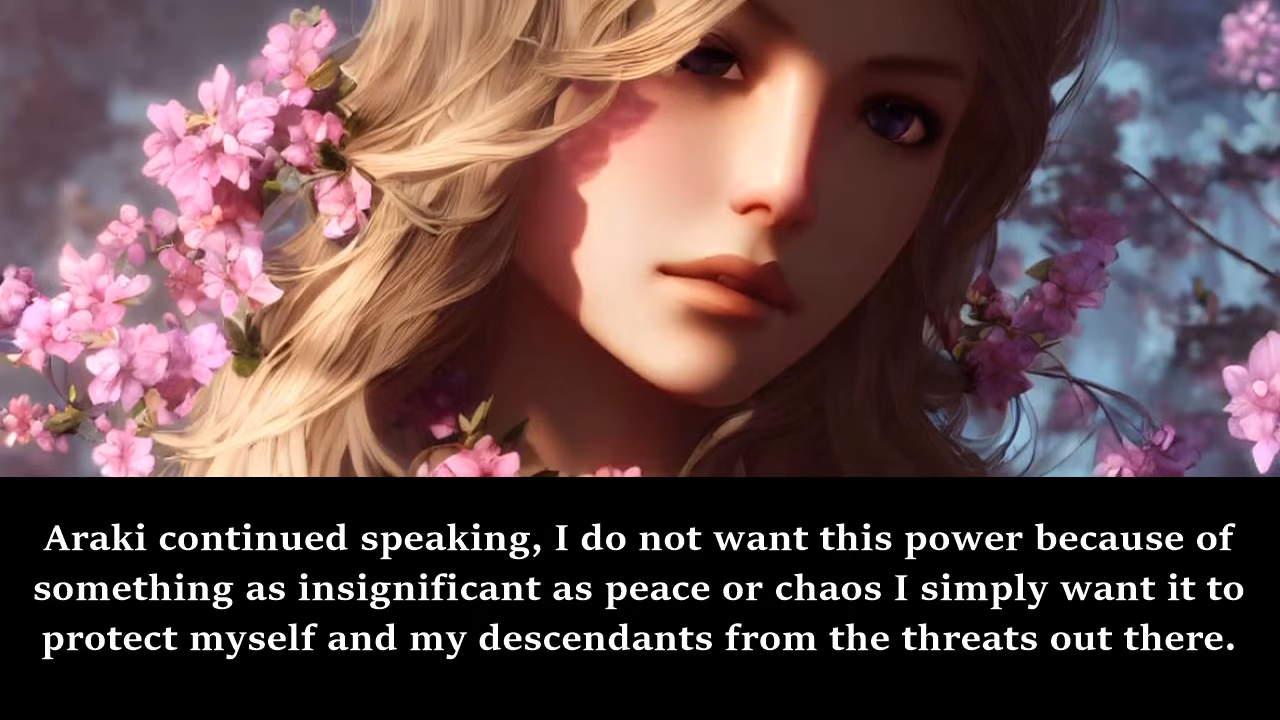 Araki continued speaking, I do not want this power because of
something as insignificant as peace or chaos I simply want it to
protect myself and my descendants from the threats out there.